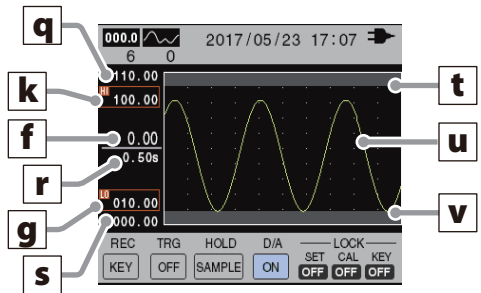 q
000.0
2017/05/23 17:07
6 0
110.00
t
k
HI
100.00
f
0.00
u
r
0.50s
g
LO
010.00
v
s
000.00
REC TRG HOLD D/A LOCK
SET CAL KEY
KEY OFF SAMPLE ON OFF OFF OFF